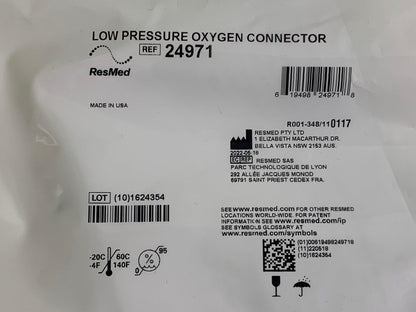 LOW PRESSURE OXYGEN CONNECTOR
REF 24971
ResMed
6 19498 24971 8
MADE IN USA
R001-348/1 1 0117
RESMED PTY LTD
1 ELIZABETH MACARTHUR DR.
BELLA VISTA NSW 2153 AUS.
2022-05-18
EC REP RESMED SAS
PARC TECHNOLOGIQUE DE LYON
292 ALLÉE JACQUES MONOD
69791 SAINT PRIEST CEDEX FRA.
LOT (10)1624354
SEE www.resmed.com FOR OTHER RESMED
LOCATIONS WORLD-WIDE. FOR PATENT
INFORMATION SEE www.resmed.com/ip
SEE SYMBOLS GLOSSARY AT
www.resmed.com/symbols
-20C 60C
-4F 140F
95
0
(01)00619498249718
(11)220518
(10)1624354